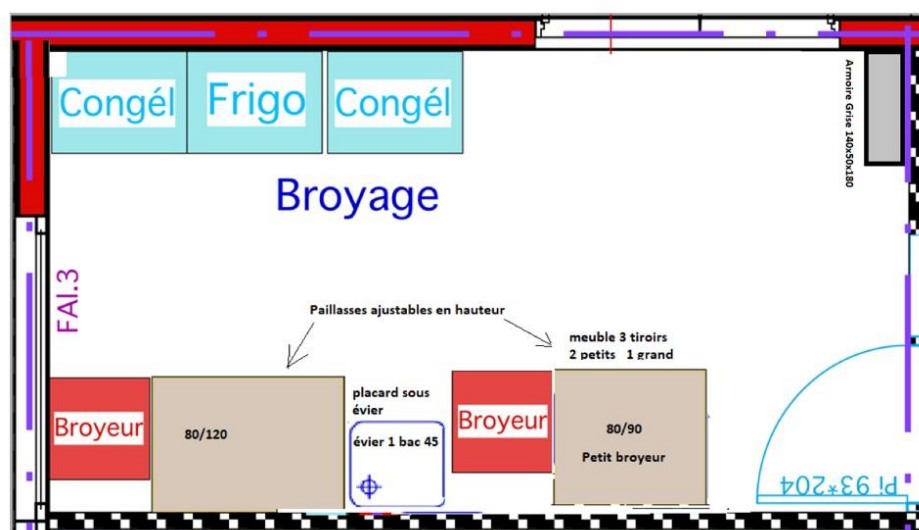 Congél
Frigo
Congél
Armoire Grise 140x50x180
Broyage
FAI.3
Paillasses ajustables en hauteur
meuble 3 tiroirs
2 petits 1 grand
placard sous
évier
Broyeur
80/120
évier 1 bac 45
Broyeur
80/90
Petit broyeur
Pi 93*204